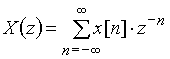 X(z) = ∑_{n=-∞}^{∞} x[n] · z^{-n}